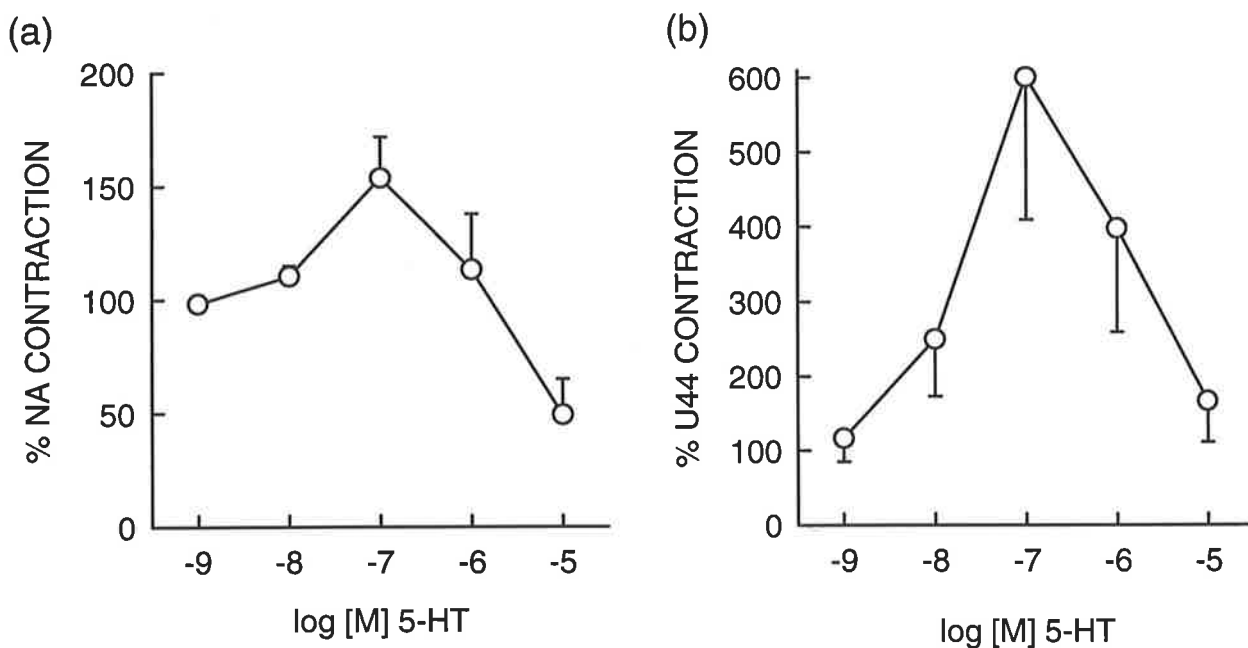 (a)
% NA CONTRACTION
200
150
100
50
0
-9 -8 -7 -6 -5
log [M] 5-HT
(b)
% U44 CONTRACTION
600
500
400
300
200
100
0
-9 -8 -7 -6 -5
log [M] 5-HT